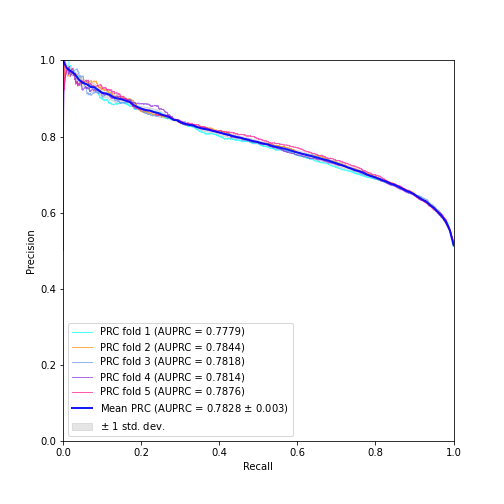 1.0
0.8
0.6
0.4
0.2
0.0
Precision
PRC fold 1 (AUPRC = 0.7779)
PRC fold 2 (AUPRC = 0.7844)
PRC fold 3 (AUPRC = 0.7818)
PRC fold 4 (AUPRC = 0.7814)
PRC fold 5 (AUPRC = 0.7876)
Mean PRC (AUPRC = 0.7828 ± 0.003)
± 1 std. dev.
0.0 0.2 0.4 0.6 0.8 1.0
Recall